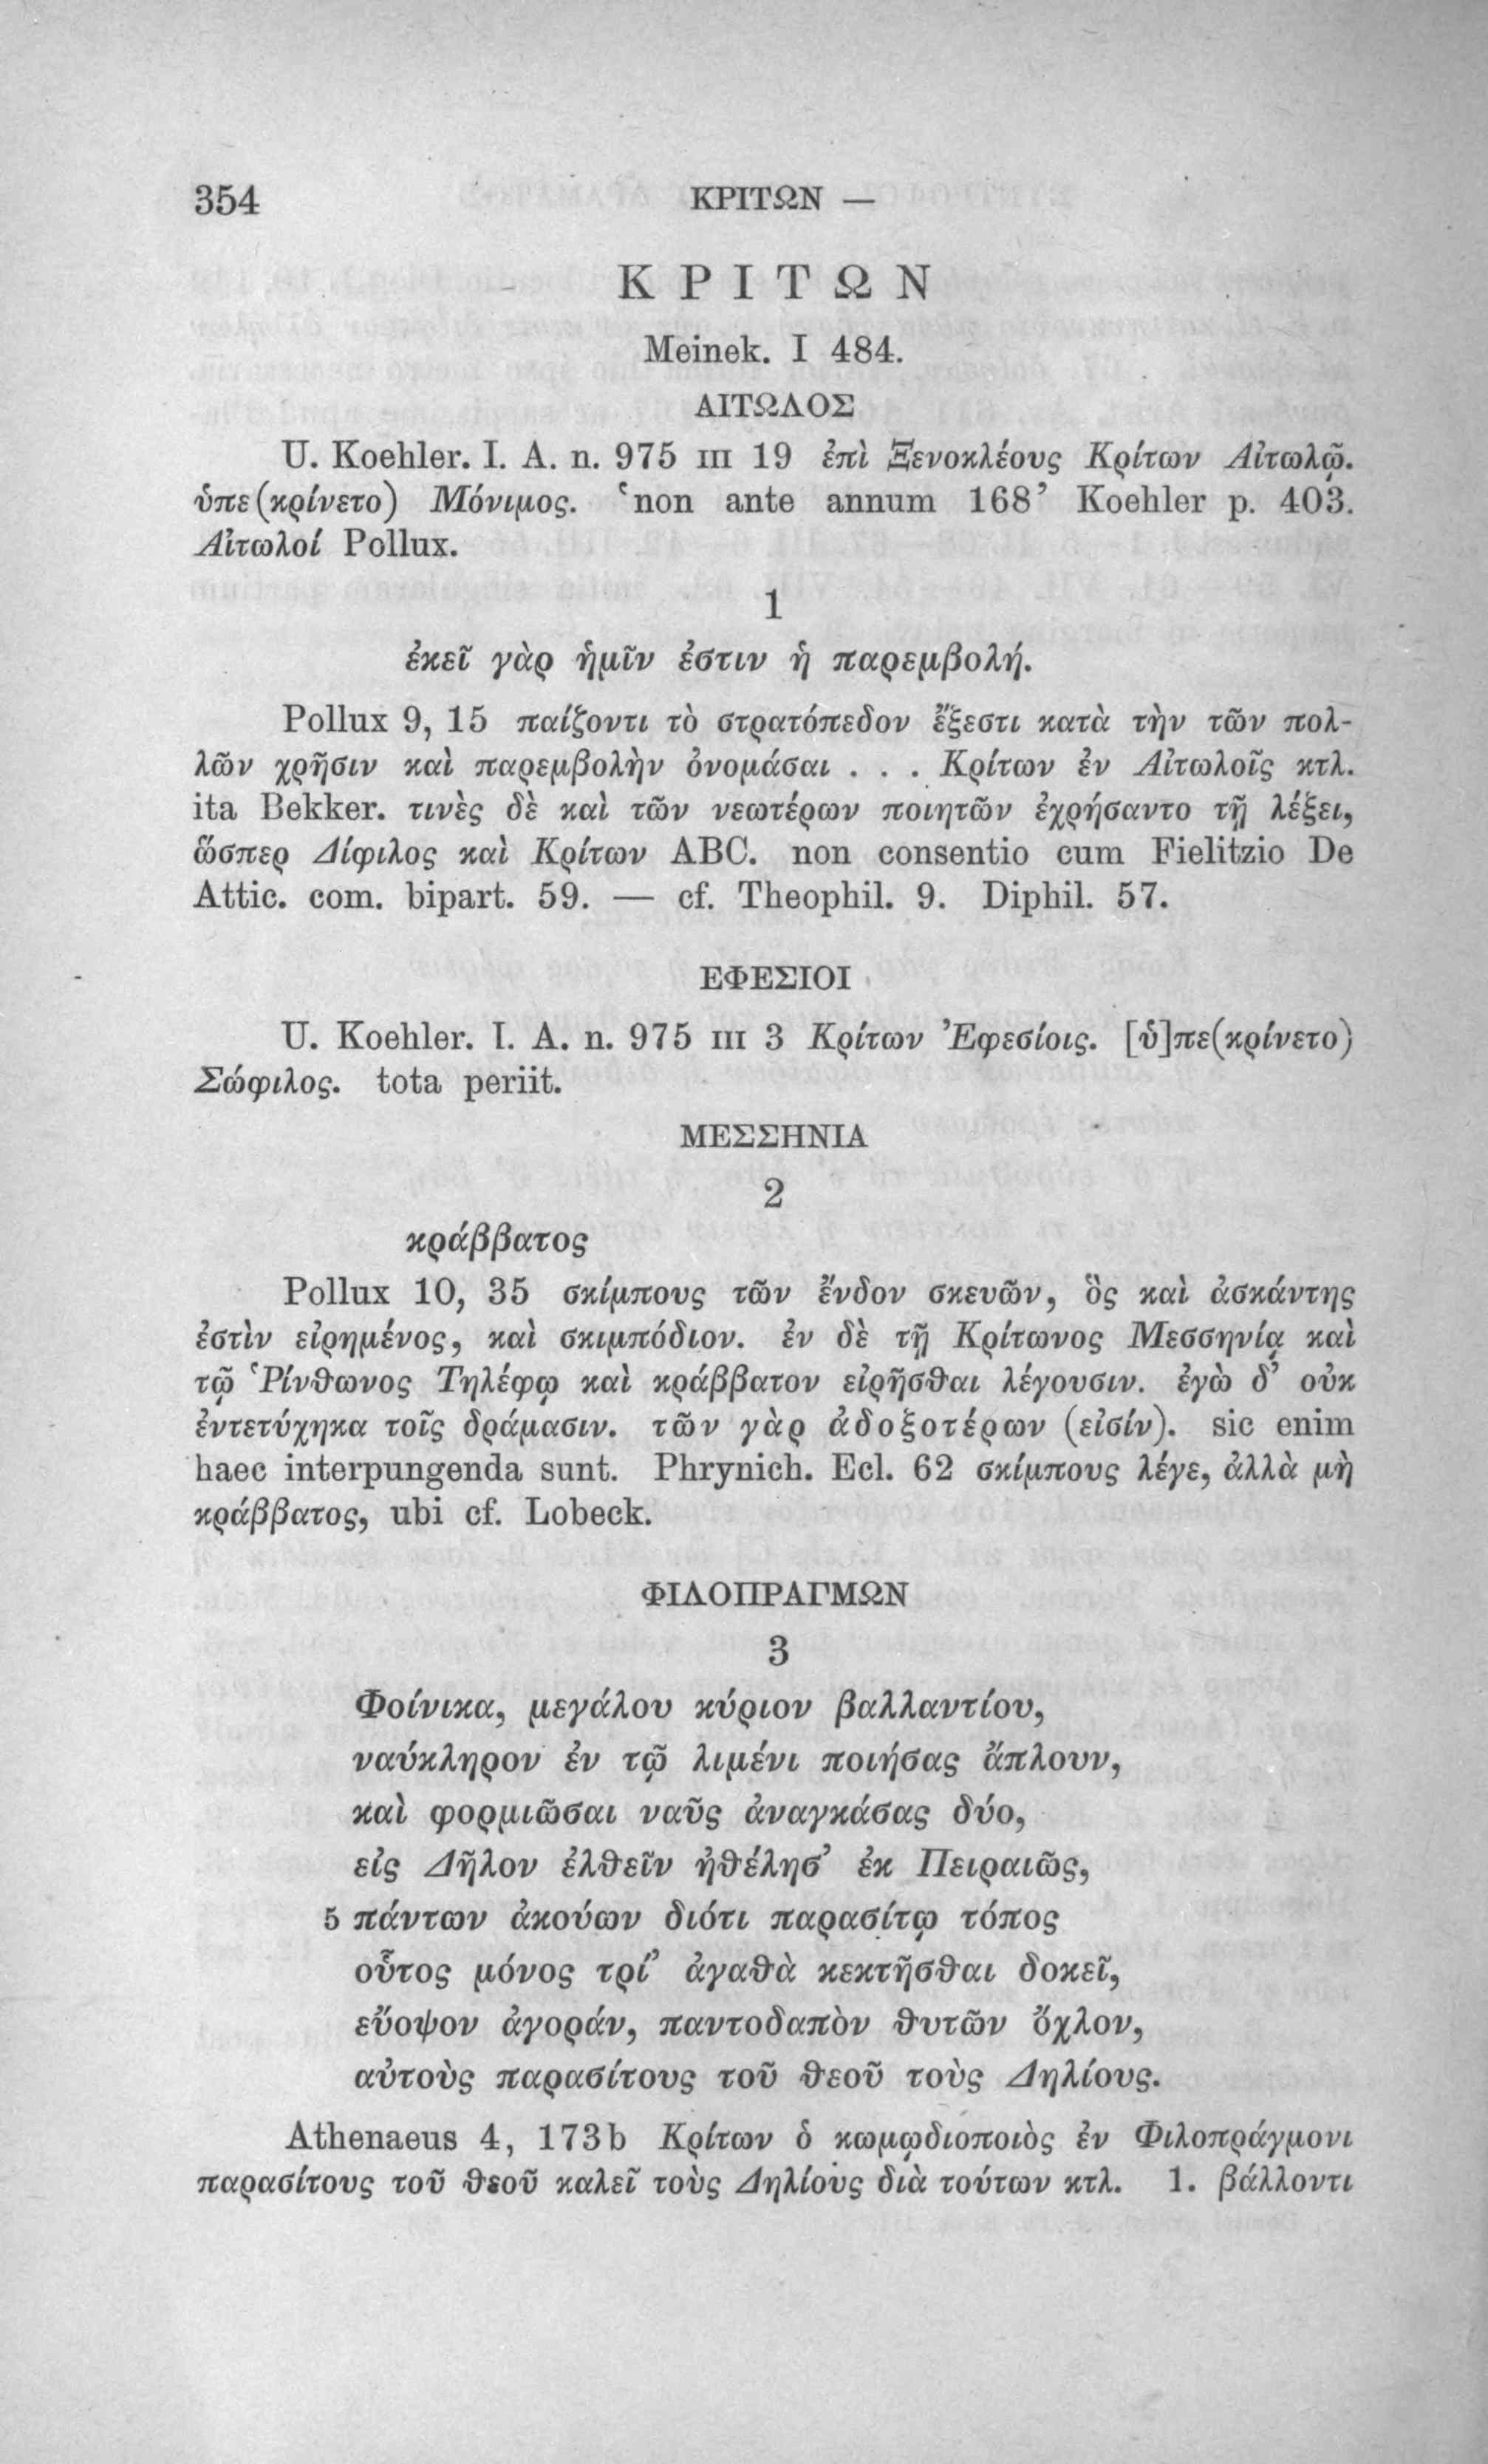 354
ΚΡΙΤΩΝ —
ΚΡΙΤΩΝ
Meinek. I 484.
ΑΙΤΩΛΟΣ
U. Koehler. I. A. n. 975 III 19 ἐπὶ Ξενοκλέους Κρίτων Αἰτωλῷ.
ὑπε(κρίνετο) Μόνιμος. ‘non ante annum 168’ Koehler p. 403.
Αἰτωλοί Pollux.
1
ἐκεῖ γὰρ ἡμῖν ἐστιν ἡ παρεμβολή.
Pollux 9, 15 παίζοντι τὸ στρατόπεδον ἔξεστι κατὰ τὴν τῶν πολ-
λῶν χρῆσιν καὶ παρεμβολὴν ὀνομάσαι . . . Κρίτων ἐν Αἰτωλοῖς κτλ.
ita Bekker. τινὲς δὲ καὶ τῶν νεωτέρων ποιητῶν ἐχρήσαντο τῇ λέξει,
ὥσπερ Δίφιλος καὶ Κρίτων ABC. non consentio cum Fielitzio De
Attic. com. bipart. 59. — cf. Theophil. 9. Diphil. 57.
ΕΦΕΣΙΟΙ
U. Koehler. I. A. n. 975 III 3 Κρίτων Ἐφεσίοις. [ὑ]πε(κρίνετο)
Σώφιλος. tota periit.
ΜΕΣΣΗΝΙΑ
2
κράββατος
Pollux 10, 35 σκίμπους τῶν ἔνδον σκευῶν, ὃς καὶ ἀσκάντης
ἐστὶν εἰρημένος, καὶ σκιμπόδιον. ἐν δὲ τῇ Κρίτωνος Μεσσηνίᾳ καὶ
τῷ Ῥίνθωνος Τηλέφῳ καὶ κράββατον εἰρῆσθαι λέγουσιν. ἐγὼ δ’ οὐκ
ἐντετύχηκα τοῖς δράμασιν. τῶν γὰρ ἀδοξοτέρων (εἰσίν). sic enim
haec interpungenda sunt. Phrynich. Ecl. 62 σκίμπους λέγε, ἀλλὰ μὴ
κράββατος, ubi cf. Lobeck.
ΦΙΛΟΠΡΑΓΜΩΝ
3
Φοίνικα, μεγάλου κύριον βαλλαντίου,
ναύκληρον ἐν τῷ λιμένι ποιήσας ἄπλουν,
καὶ φορμιῶσαι ναῦς ἀναγκάσας δύο,
εἰς Δῆλον ἐλθεῖν ἠθέλησ’ ἐκ Πειραιῶς,
5 πάντων ἀκούων διότι παρασίτῳ τόπος
οὗτος μόνος τρί’ ἀγαθὰ κεκτῆσθαι δοκεῖ,
εὔοψον ἀγοράν, παντοδαπὸν θυτῶν ὄχλον,
αὐτοὺς παρασίτους τοῦ θεοῦ τοὺς Δηλίους.
Athenaeus 4, 173b Κρίτων ὁ κωμῳδιοποιὸς ἐν Φιλοπράγμονι
παρασίτους τοῦ θεοῦ καλεῖ τοὺς Δηλίους διὰ τούτων κτλ. 1. βάλλοντι